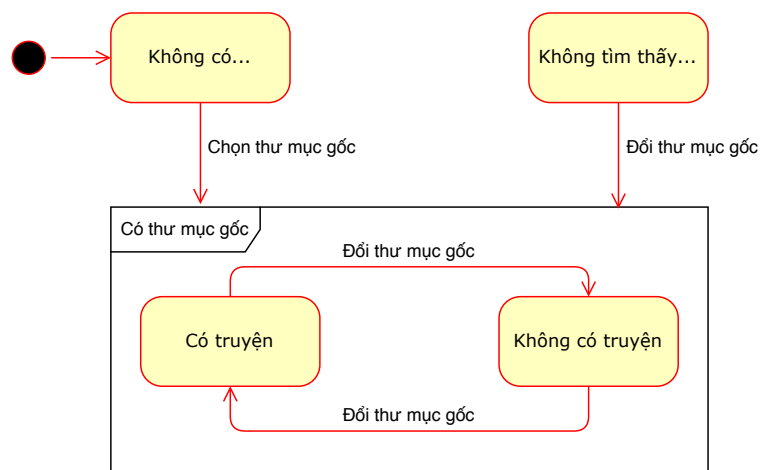 Không có...
Không tìm thấy...
Chọn thư mục gốc
Đổi thư mục gốc
Có thư mục gốc
Đổi thư mục gốc
Có truyện
Không có truyện
Đổi thư mục gốc